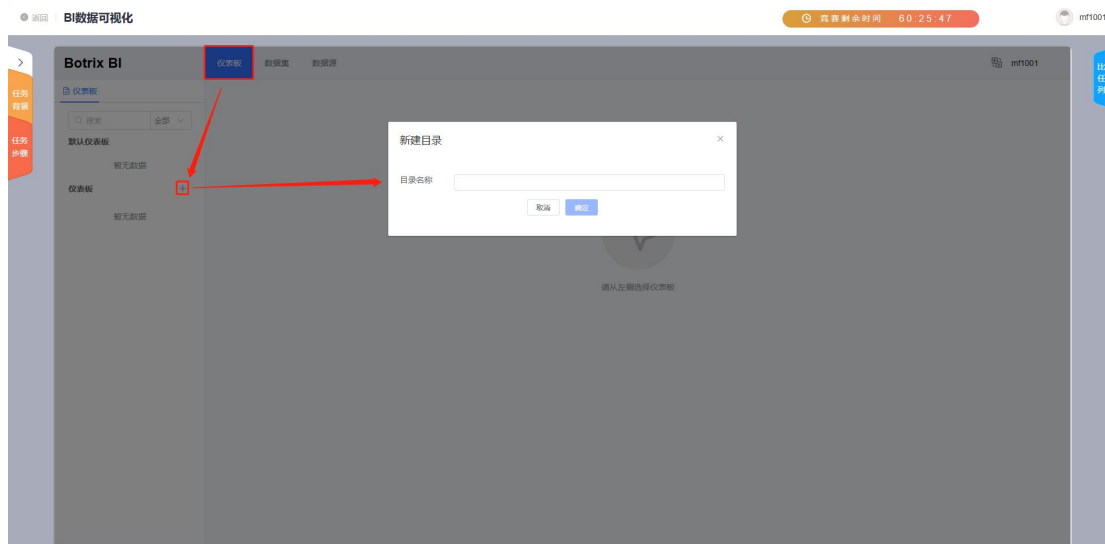 返回 BI数据可视化
竞赛剩余时间 60:25:47
mf1001
Botrix BI
仪表板 数据集 数据源
mf1001
任务背景
任务步骤
仪表板
搜索 全部
默认仪表板
暂无数据
仪表板
暂无数据
新建目录
目录名称
取消 确定
请从左侧选择仪表板
比
任
列